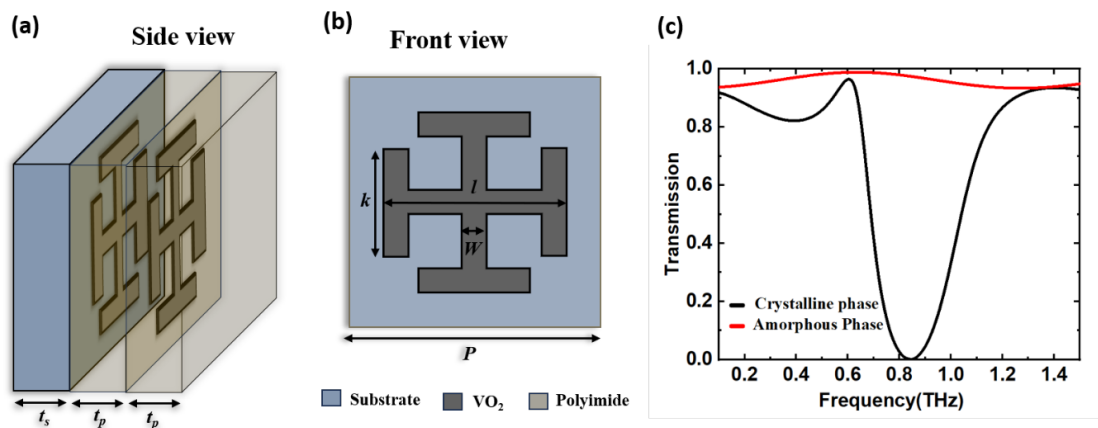 (a)
Side view
t_s
t_p
t_p
(b)
Front view
k
l
W
P
Substrate
VO₂
Polyimide
(c)
Transmission
1.0
0.8
0.6
0.4
0.2
0.0
Crystalline phase
Amorphous Phase
0.2 0.4 0.6 0.8 1.0 1.2 1.4
Frequency(THz)